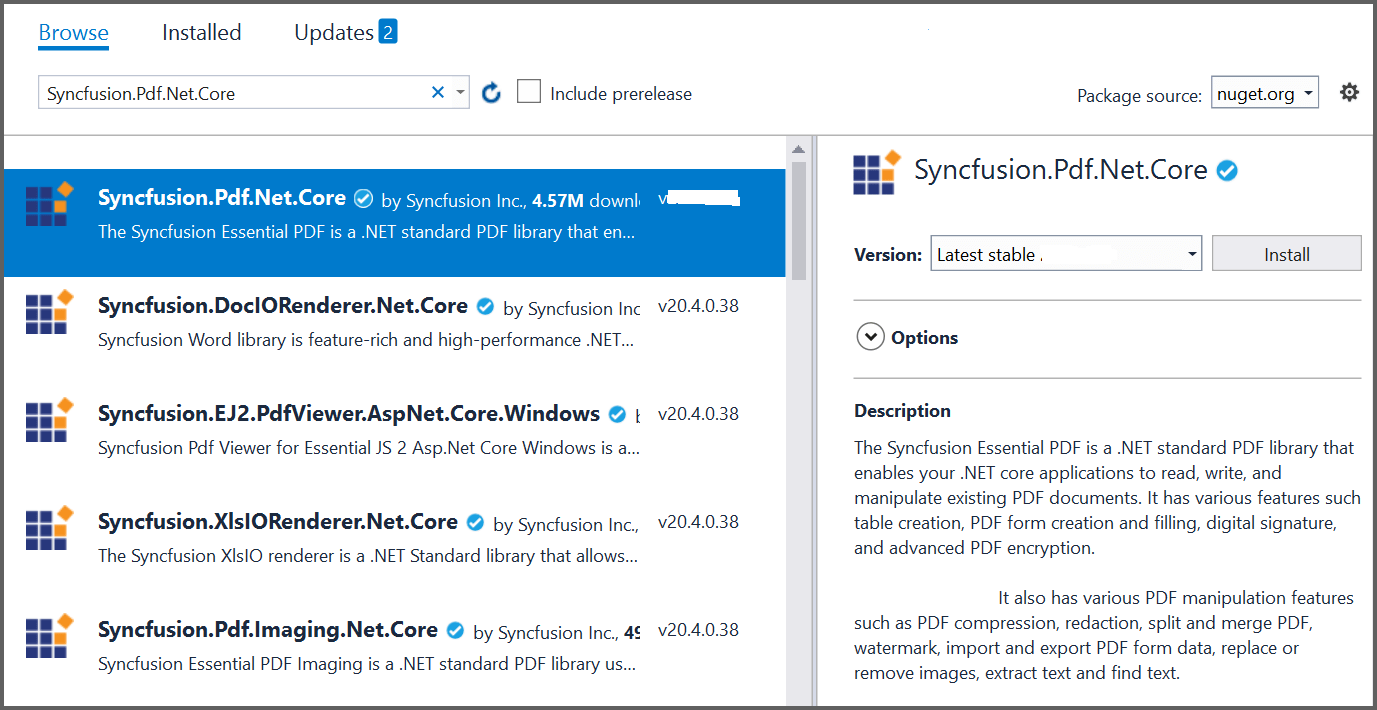 Browse Installed Updates 2
Syncfusion.Pdf.Net.Core Include prerelease Package source: nuget.org
Syncfusion.Pdf.Net.Core by Syncfusion Inc., 4.57M downl v
The Syncfusion Essential PDF is a .NET standard PDF library that en...
Syncfusion.DocIORenderer.Net.Core by Syncfusion Inc v20.4.0.38
Syncfusion Word library is feature-rich and high-performance .NET...
Syncfusion.EJ2.PdfViewer.AspNet.Core.Windows v20.4.0.38
Syncfusion Pdf Viewer for Essential JS 2 Asp.Net Core Windows is a...
Syncfusion.XlsIORenderer.Net.Core by Syncfusion Inc., v20.4.0.38
The Syncfusion XlsIO renderer is a .NET Standard library that allows...
Syncfusion.Pdf.Imaging.Net.Core by Syncfusion Inc., 49 v20.4.0.38
Syncfusion Essential PDF Imaging is a .NET standard PDF library us...
Syncfusion.Pdf.Net.Core
Version: Latest stable . Install
Options
Description
The Syncfusion Essential PDF is a .NET standard PDF library that
enables your .NET core applications to read, write, and
manipulate existing PDF documents. It has various features such
table creation, PDF form creation and filling, digital signature,
and advanced PDF encryption.
It also has various PDF manipulation features
such as PDF compression, redaction, split and merge PDF,
watermark, import and export PDF form data, replace or
remove images, extract text and find text.